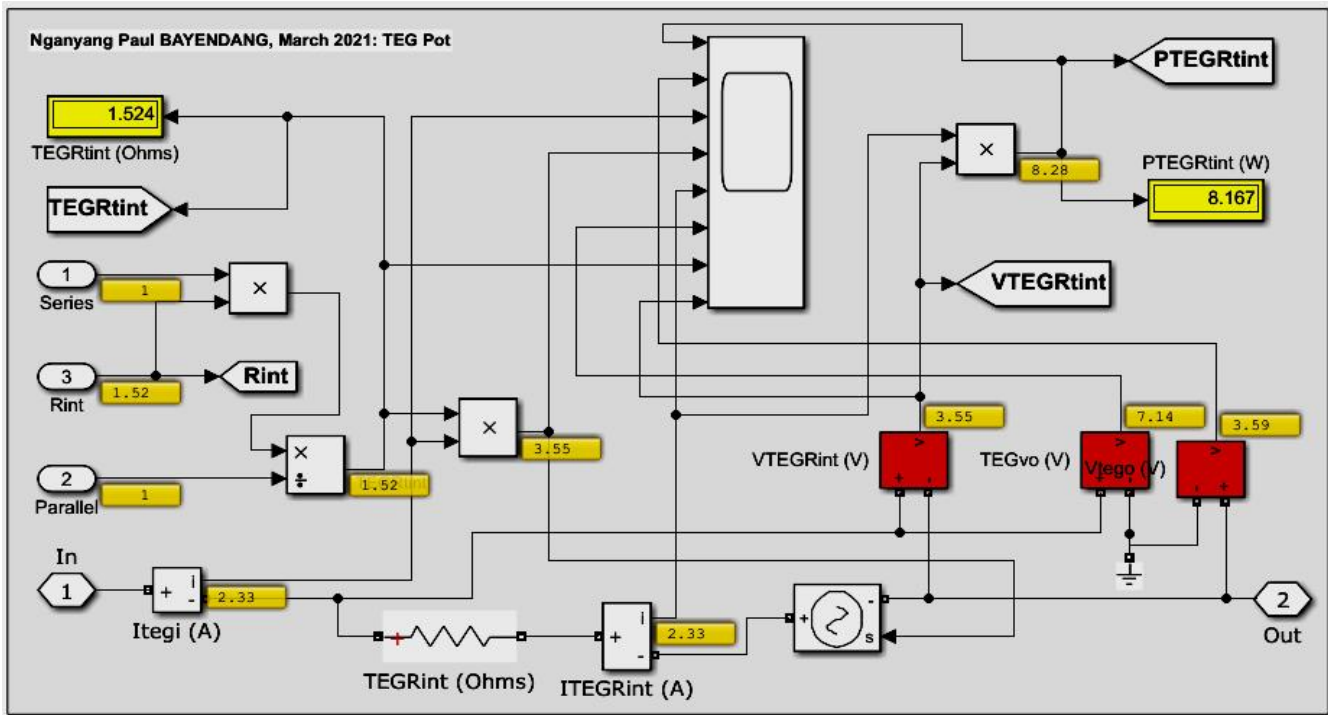 Nganyang Paul BAYENDANG, March 2021: TEG Pot
PTEGRtint
1.524
TEGRtint (Ohms)
×
8.28
PTEGRtint (W)
8.167
TEGRtint
1
Series
1
×
VTEGRtint
3
Rint
1.52
Rint
×
3.55
3.55
VTEGRint (V)
> + -
7.14
TEGvo (V)
> + -
3.59
Vtego (V)
> - +
2
Parallel
1
×
÷
1.52
In
1
+ i -
2.33
Itegi (A)
+
TEGRint (Ohms)
+ i -
2.33
ITEGRint (A)
+ - s
2
Out